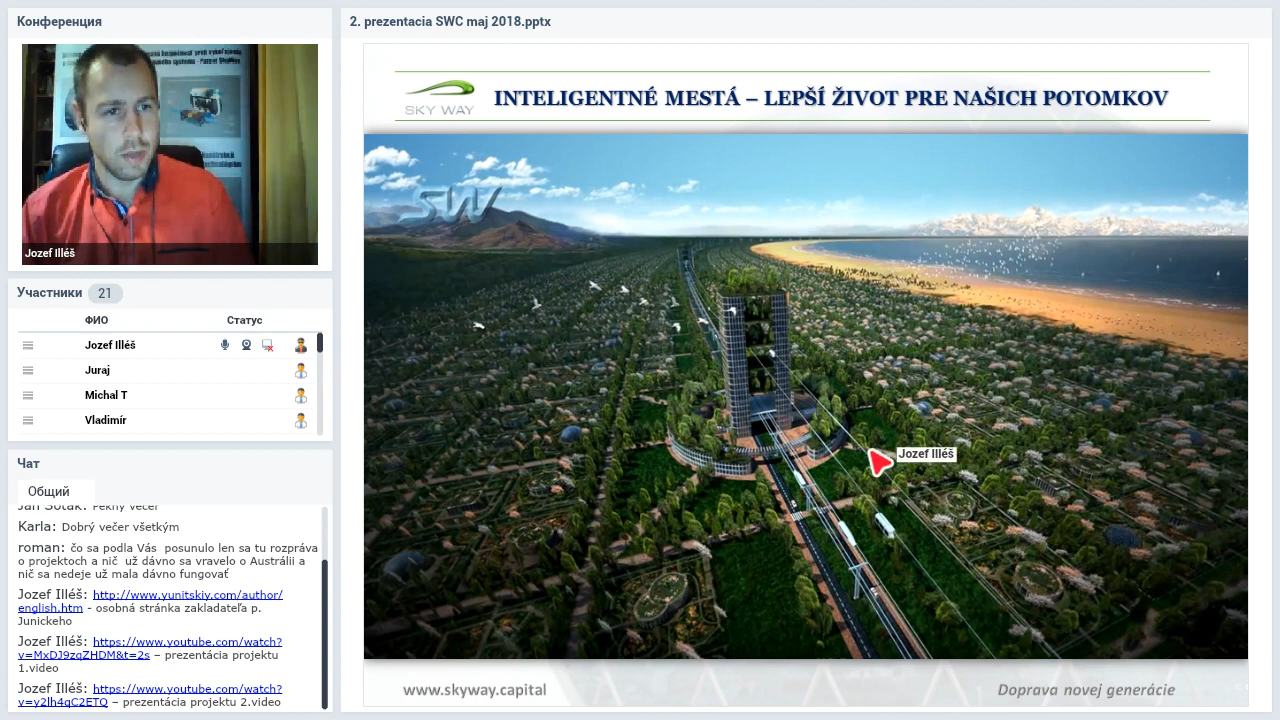 Конференция
Jozef Illéš
Участники 21
ФИО Статус
Jozef Illéš
Juraj
Michal T
Vladimír
Чат
Общий
Ján Šoták: Pekný večer
Karla: Dobrý večer všetkým
roman: čo sa podla Vás posunulo len sa tu rozpráva
o projektoch a nič už dávno sa vravelo o Austrálii a
nič sa nedeje už mala dávno fungovať
Jozef Illéš: http://www.yunitskiy.com/author/
english.htm - osobná stránka zakladateľa p.
Junickeho
Jozef Illéš: https://www.youtube.com/watch?
v=MxDJ9zqZHDM&t=2s – prezentácia projektu
1.video
Jozef Illéš: https://www.youtube.com/watch?
v=y2lh4qC2ETQ – prezentácia projektu 2.video
2. prezentacia SWC maj 2018.pptx
SKY WAY
INTELIGENTNÉ MESTÁ – LEPŠÍ ŽIVOT PRE NAŠICH POTOMKOV
SW
Jozef Illéš
www.skyway.capital
Doprava novej generácie